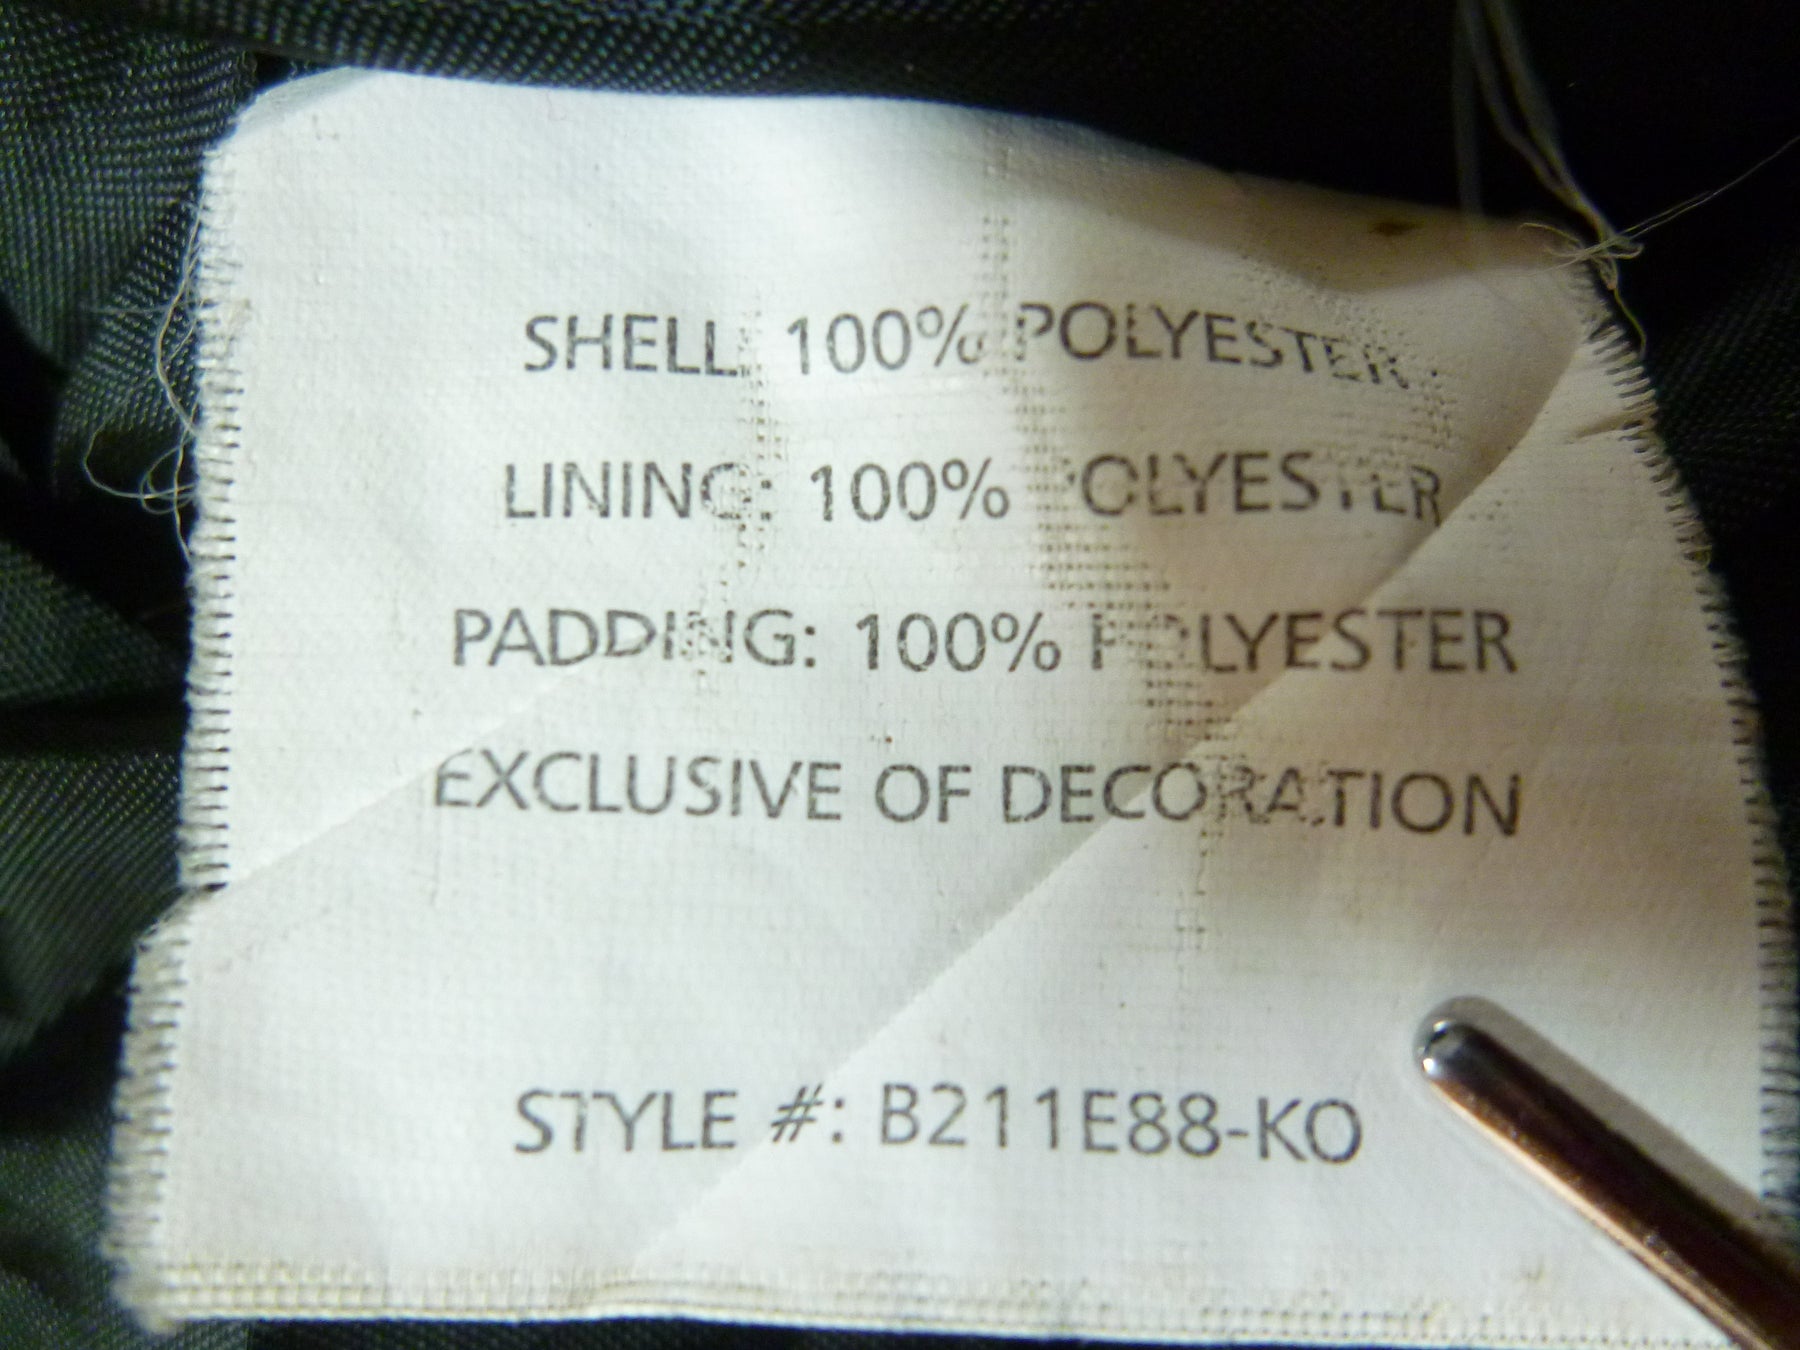 SHELL: 100% POLYESTER
LINING: 100% POLYESTER
PADDING: 100% POLYESTER
EXCLUSIVE OF DECORATION
STYLE #: B211E88-KO